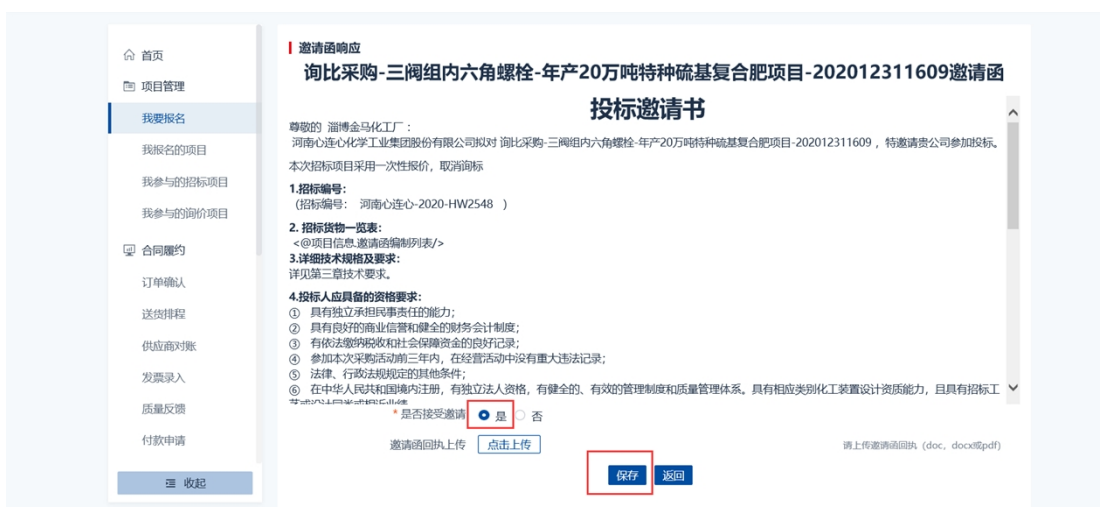 首页
项目管理
我要报名
我报名的项目
我参与的招标项目
我参与的询价项目
合同履约
订单确认
送货排程
供应商对账
发票录入
质量反馈
付款申请
收起
邀请函响应
询比采购-三阀组内六角螺栓-年产20万吨特种硫基复合肥项目-202012311609邀请函
投标邀请书
尊敬的 淄博金马化工厂：
河南心连心化学工业集团股份有限公司拟对 询比采购-三阀组内六角螺栓-年产20万吨特种硫基复合肥项目-202012311609 ，特邀请贵公司参加投标。
本次招标项目采用一次性报价，取消询标
1.招标编号：
(招标编号： 河南心连心-2020-HW2548 )
2. 招标货物一览表：
<@项目信息.邀请函编制列表/>
3.详细技术规格及要求：
详见第三章技术要求。
4.投标人应具备的资格要求：
① 具有独立承担民事责任的能力；
② 具有良好的商业信誉和健全的财务会计制度；
③ 有依法缴纳税收和社会保障资金的良好记录；
④ 参加本次采购活动前三年内，在经营活动中没有重大违法记录；
⑤ 法律、行政法规规定的其他条件；
⑥ 在中华人民共和国境内注册，有独立法人资格，有健全的、有效的管理制度和质量管理体系。具有相应类别化工装置设计资质能力，且具有招标工
* 是否接受邀请 是 否
邀请函回执上传 点击上传 请上传邀请函回执（doc，docx或pdf）
保存 返回